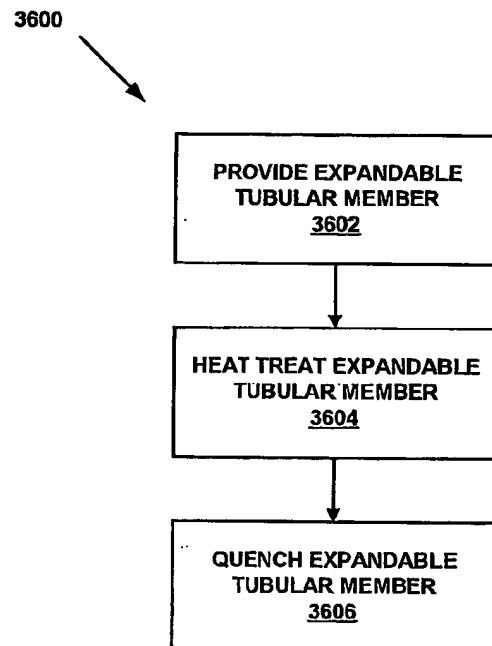 3600
PROVIDE EXPANDABLE
TUBULAR MEMBER
3602
HEAT TREAT EXPANDABLE
TUBULAR MEMBER
3604
QUENCH EXPANDABLE
TUBULAR MEMBER
3606